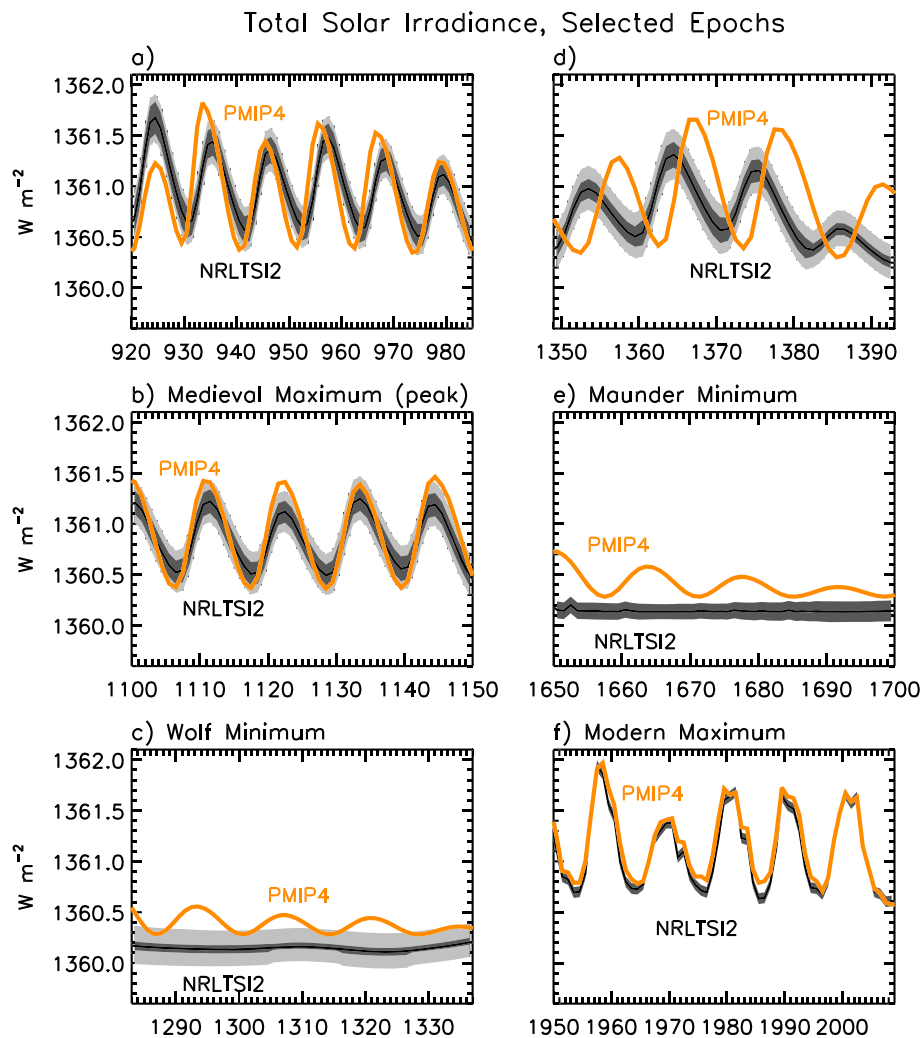 Total Solar Irradiance, Selected Epochs
a)
1362.0
1361.5
1361.0
1360.5
1360.0
W m⁻²
PMIP4
NRLTSI2
920 930 940 950 960 970 980
d)
PMIP4
NRLTSI2
1350 1360 1370 1380 1390
b) Medieval Maximum (peak)
1362.0
1361.5
1361.0
1360.5
1360.0
W m⁻²
PMIP4
NRLTSI2
1100 1110 1120 1130 1140 1150
e) Maunder Minimum
PMIP4
NRLTSI2
1650 1660 1670 1680 1690 1700
c) Wolf Minimum
1362.0
1361.5
1361.0
1360.5
1360.0
W m⁻²
PMIP4
NRLTSI2
1290 1300 1310 1320 1330
f) Modern Maximum
PMIP4
NRLTSI2
1950 1960 1970 1980 1990 2000